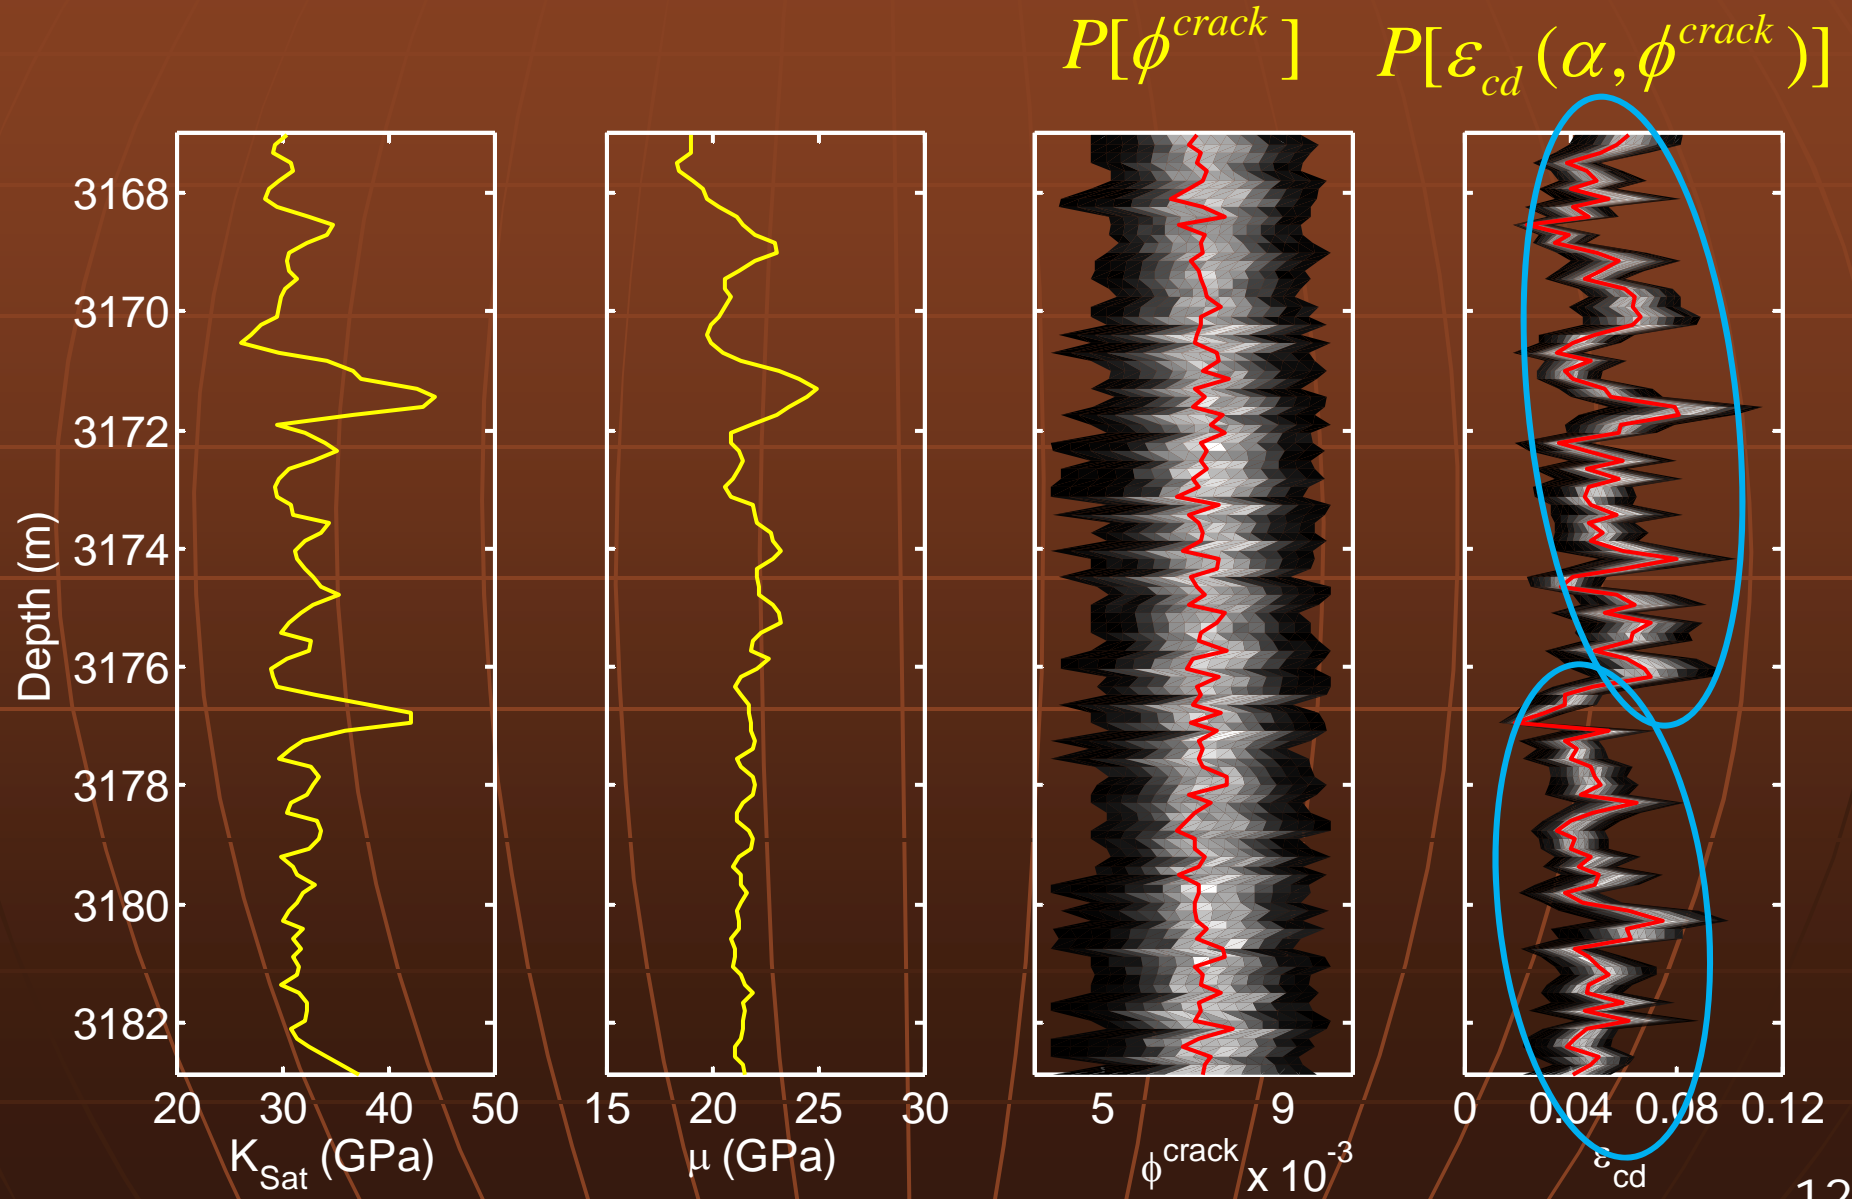 P[ϕ^crack] P[ε_cd(α,ϕ^crack)]
Depth (m)
3168
3170
3172
3174
3176
3178
3180
3182
20 30 40 50 15 20 25 30 5 9 0 0.04 0.08 0.12
K_Sat (GPa) μ (GPa) ϕ^crack x 10^-3 ε_cd
12